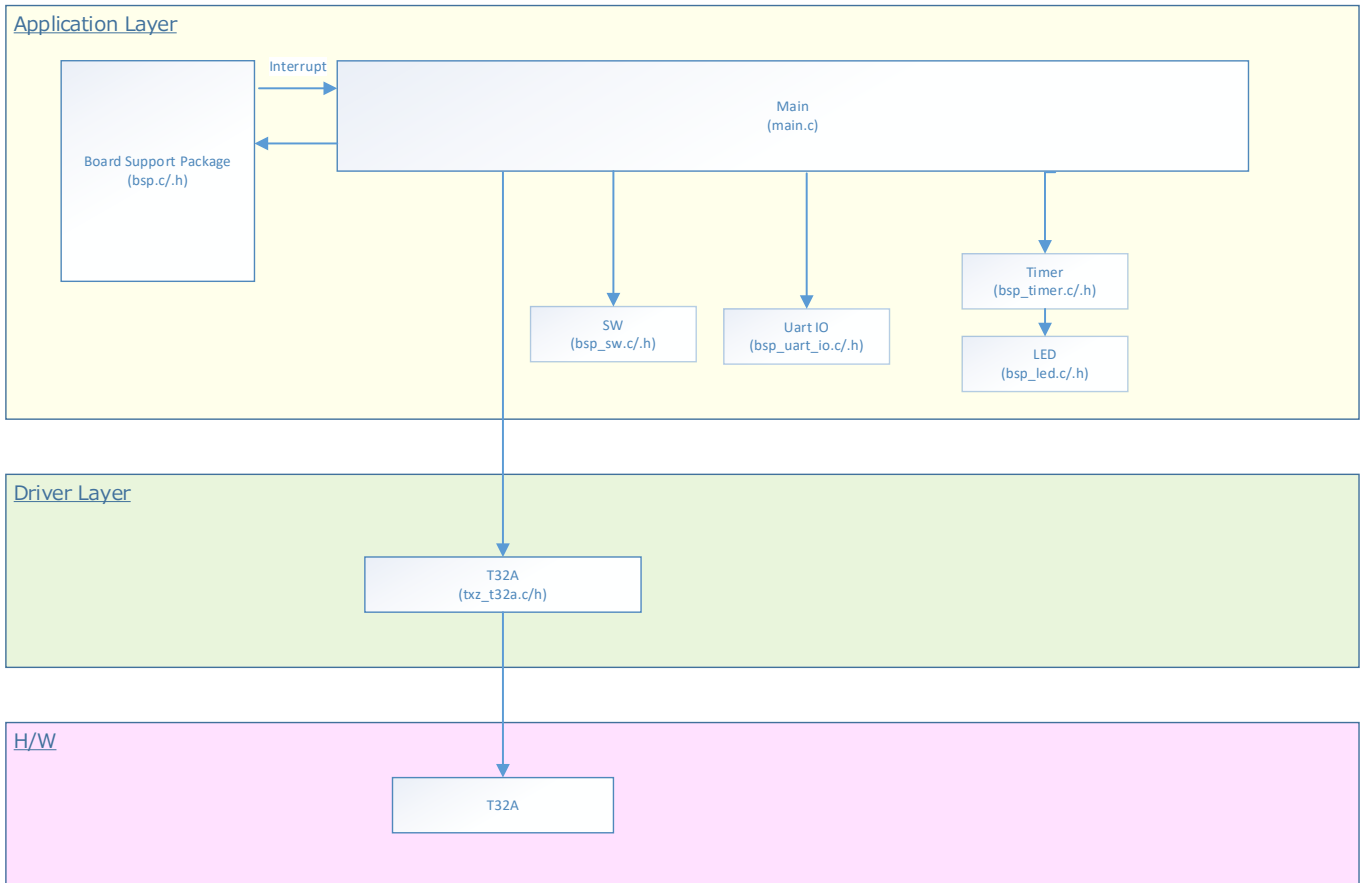 Application Layer
Interrupt
Main
(main.c)
Board Support Package
(bsp.c/.h)
Timer
(bsp_timer.c/.h)
SW
(bsp_sw.c/.h)
Uart IO
(bsp_uart_io.c/.h)
LED
(bsp_led.c/.h)
Driver Layer
T32A
(txz_t32a.c/h)
H/W
T32A